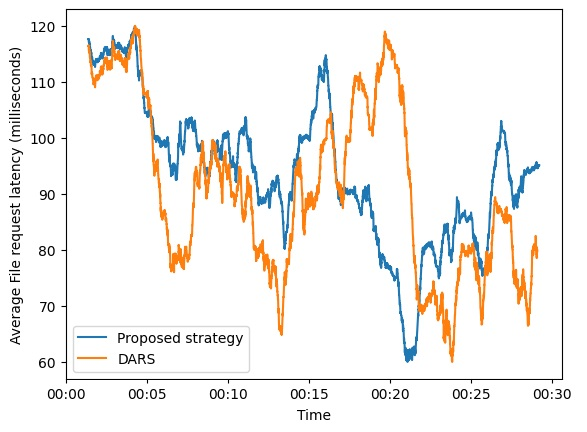 Average File request latency (milliseconds)
120
110
100
90
80
70
60
Proposed strategy
DARS
00:00 00:05 00:10 00:15 00:20 00:25 00:30
Time